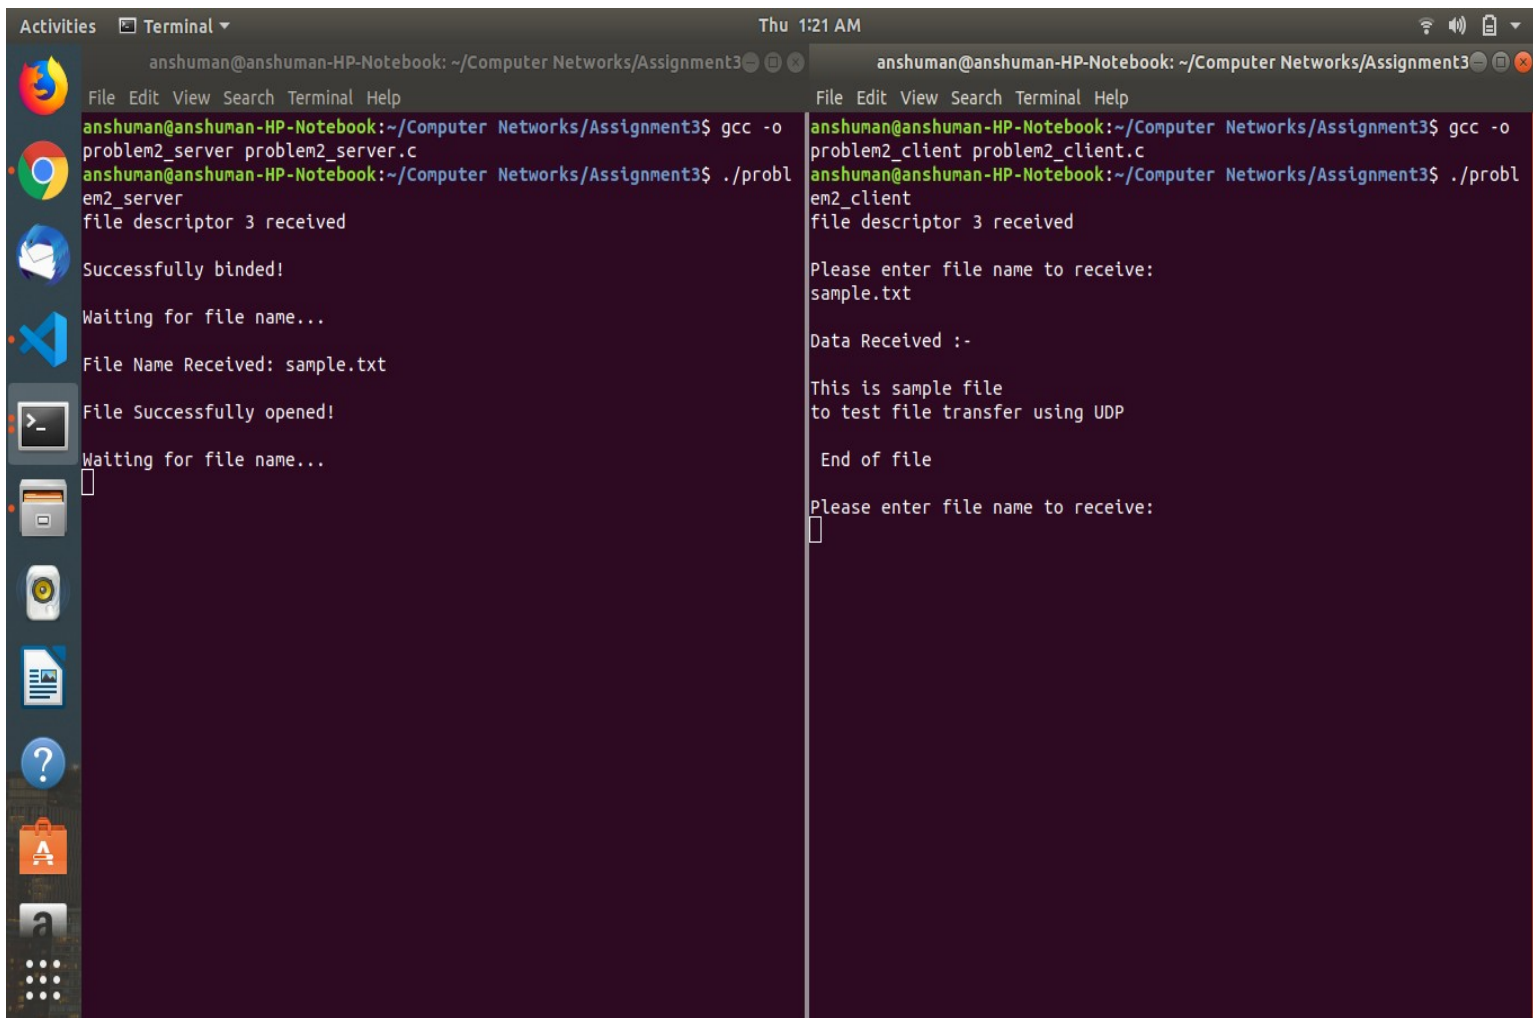 Activities Terminal Thu 1:21 AM
anshuman@anshuman-HP-Notebook: ~/Computer Networks/Assignment3
File Edit View Search Terminal Help
anshuman@anshuman-HP-Notebook:~/Computer Networks/Assignment3$ gcc -o
problem2_server problem2_server.c
anshuman@anshuman-HP-Notebook:~/Computer Networks/Assignment3$ ./probl
em2_server
file descriptor 3 received
Successfully binded!
Waiting for file name...
File Name Received: sample.txt
File Successfully opened!
Waiting for file name...
anshuman@anshuman-HP-Notebook: ~/Computer Networks/Assignment3
File Edit View Search Terminal Help
anshuman@anshuman-HP-Notebook:~/Computer Networks/Assignment3$ gcc -o
problem2_client problem2_client.c
anshuman@anshuman-HP-Notebook:~/Computer Networks/Assignment3$ ./probl
em2_client
file descriptor 3 received
Please enter file name to receive:
sample.txt
Data Received :-
This is sample file
to test file transfer using UDP
End of file
Please enter file name to receive: